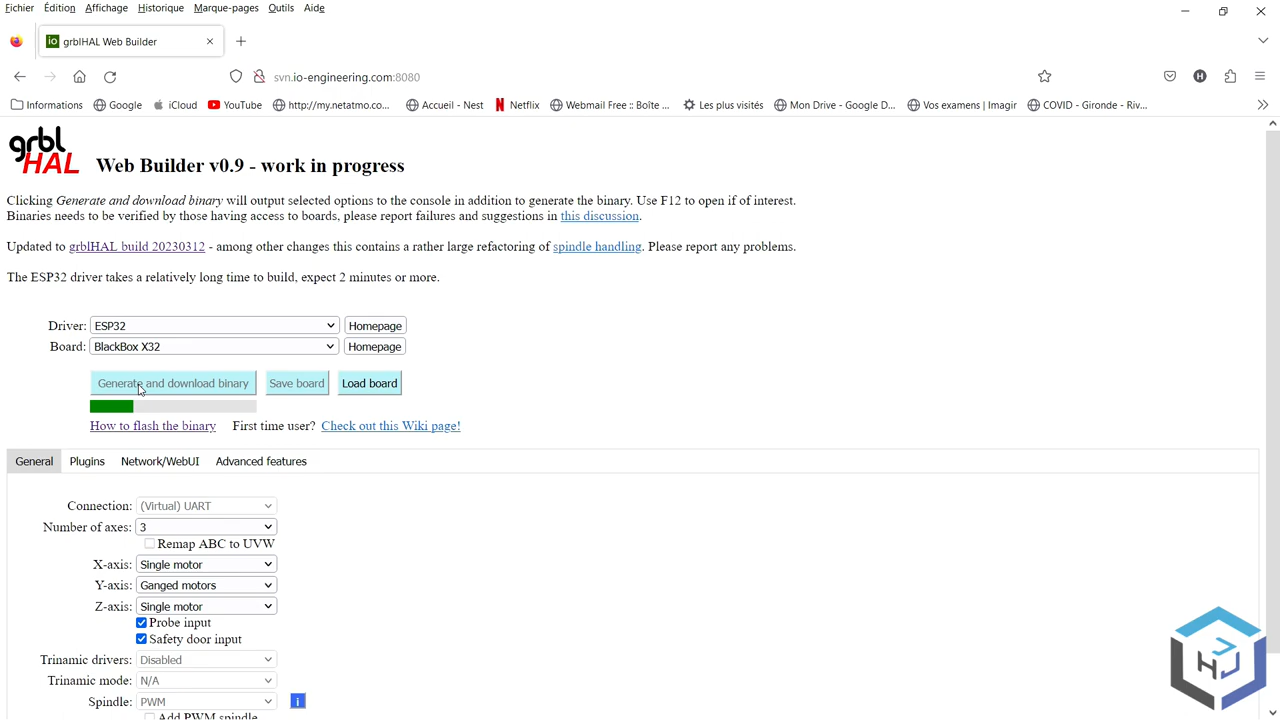 Fichier Édition Affichage Historique Marque-pages Outils Aide
grblHAL Web Builder
svn.io-engineering.com:8080
Informations Google iCloud YouTube http://my.netatmo.co... Accueil - Nest Netflix Webmail Free :: Boîte ... Les plus visités Mon Drive - Google D... Vos examens | Imagir COVID - Gironde - Riv...
grbl HAL
Web Builder v0.9 - work in progress
Clicking Generate and download binary will output selected options to the console in addition to generate the binary. Use F12 to open if of interest.
Binaries needs to be verified by those having access to boards, please report failures and suggestions in this discussion.
Updated to grblHAL build 20230312 - among other changes this contains a rather large refactoring of spindle handling. Please report any problems.
The ESP32 driver takes a relatively long time to build, expect 2 minutes or more.
Driver: ESP32 Homepage
Board: BlackBox X32 Homepage
Generate and download binary Save board Load board
How to flash the binary First time user? Check out this Wiki page!
General Plugins Network/WebUI Advanced features
Connection: (Virtual) UART
Number of axes: 3
Remap ABC to UVW
X-axis: Single motor
Y-axis: Ganged motors
Z-axis: Single motor
Probe input
Safety door input
Trinamic drivers: Disabled
Trinamic mode: N/A
Spindle: PWM i
Add PWM spindle